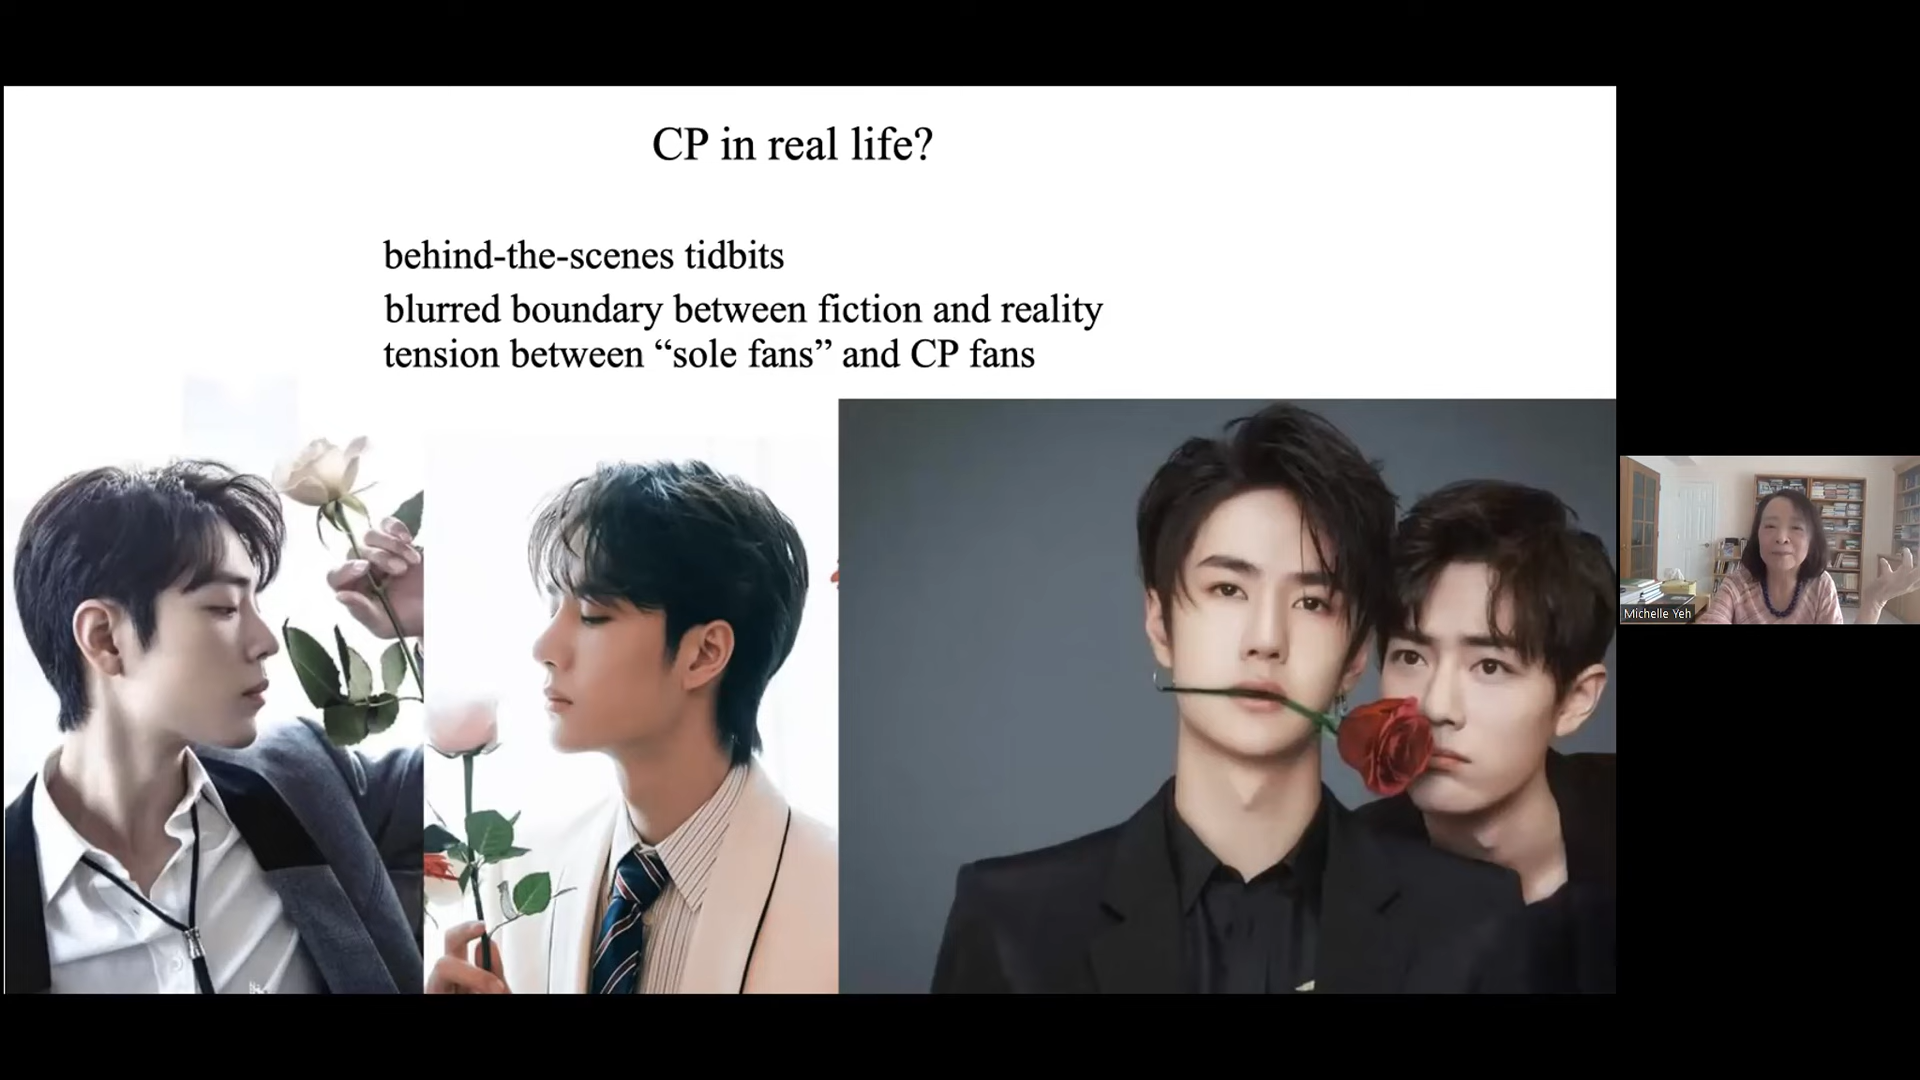 CP in real life?
behind-the-scenes tidbits
blurred boundary between fiction and reality
tension between “sole fans” and CP fans
Michelle Yeh